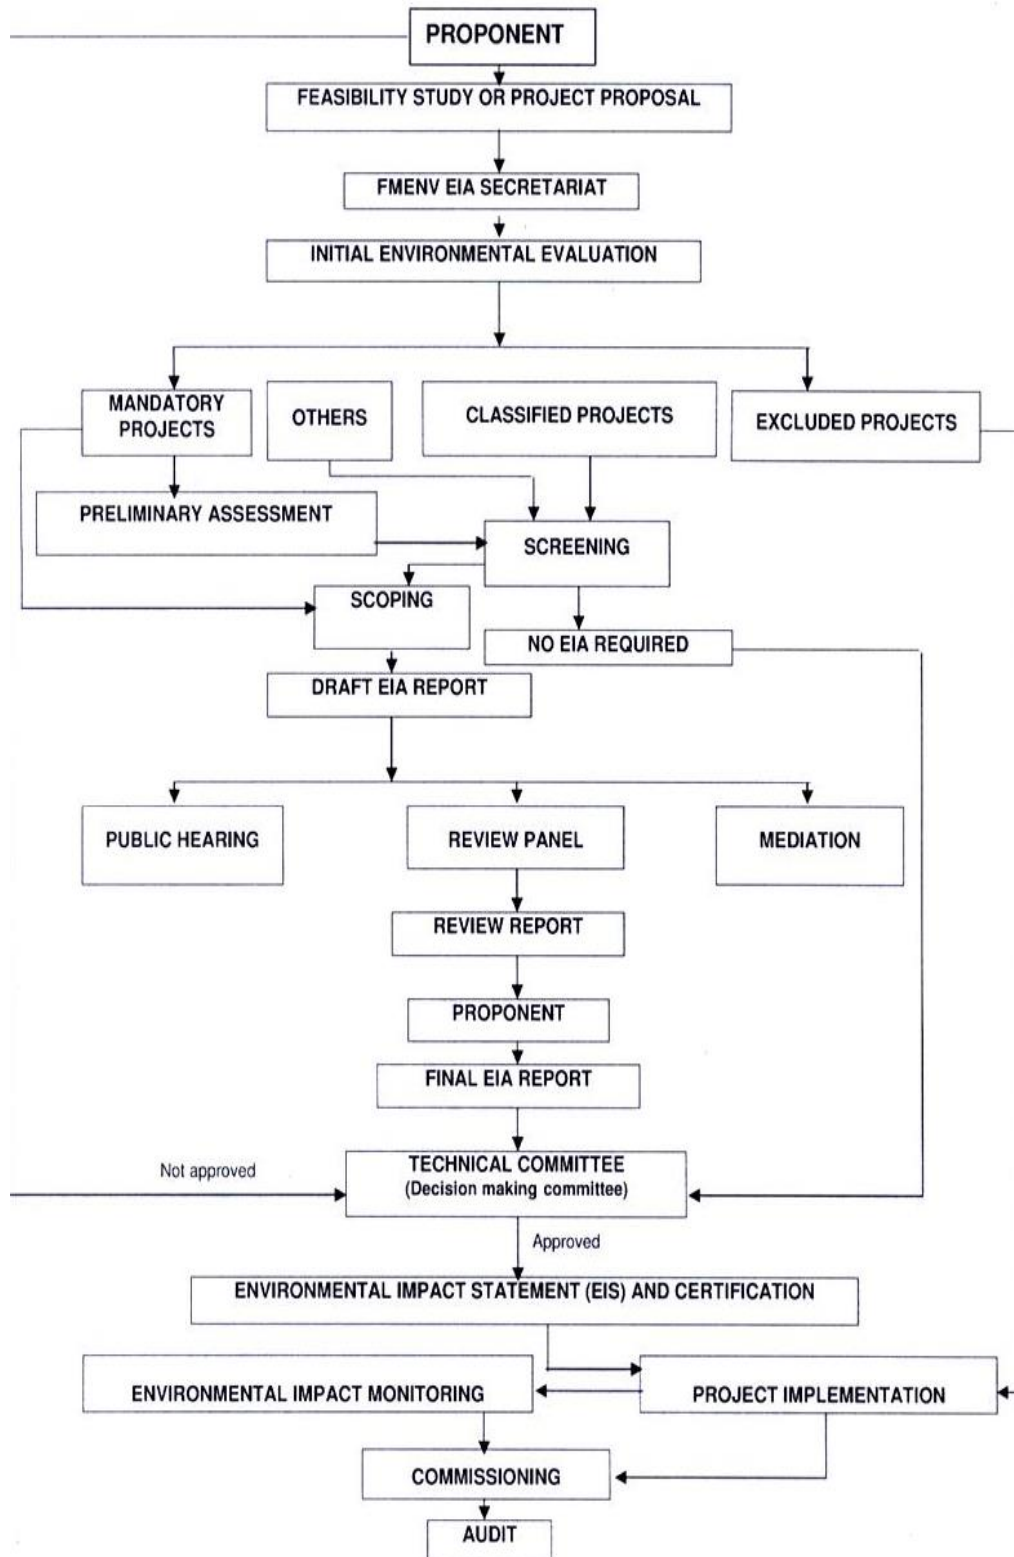 PROPONENT
FEASIBILITY STUDY OR PROJECT PROPOSAL
FMENV EIA SECRETARIAT
INITIAL ENVIRONMENTAL EVALUATION
MANDATORY
PROJECTS
OTHERS
CLASSIFIED PROJECTS
EXCLUDED PROJECTS
PRELIMINARY ASSESSMENT
SCREENING
SCOPING
NO EIA REQUIRED
DRAFT EIA REPORT
PUBLIC HEARING
REVIEW PANEL
MEDIATION
REVIEW REPORT
PROPONENT
FINAL EIA REPORT
Not approved
TECHNICAL COMMITTEE
(Decision making committee)
Approved
ENVIRONMENTAL IMPACT STATEMENT (EIS) AND CERTIFICATION
ENVIRONMENTAL IMPACT MONITORING
PROJECT IMPLEMENTATION
COMMISSIONING
AUDIT